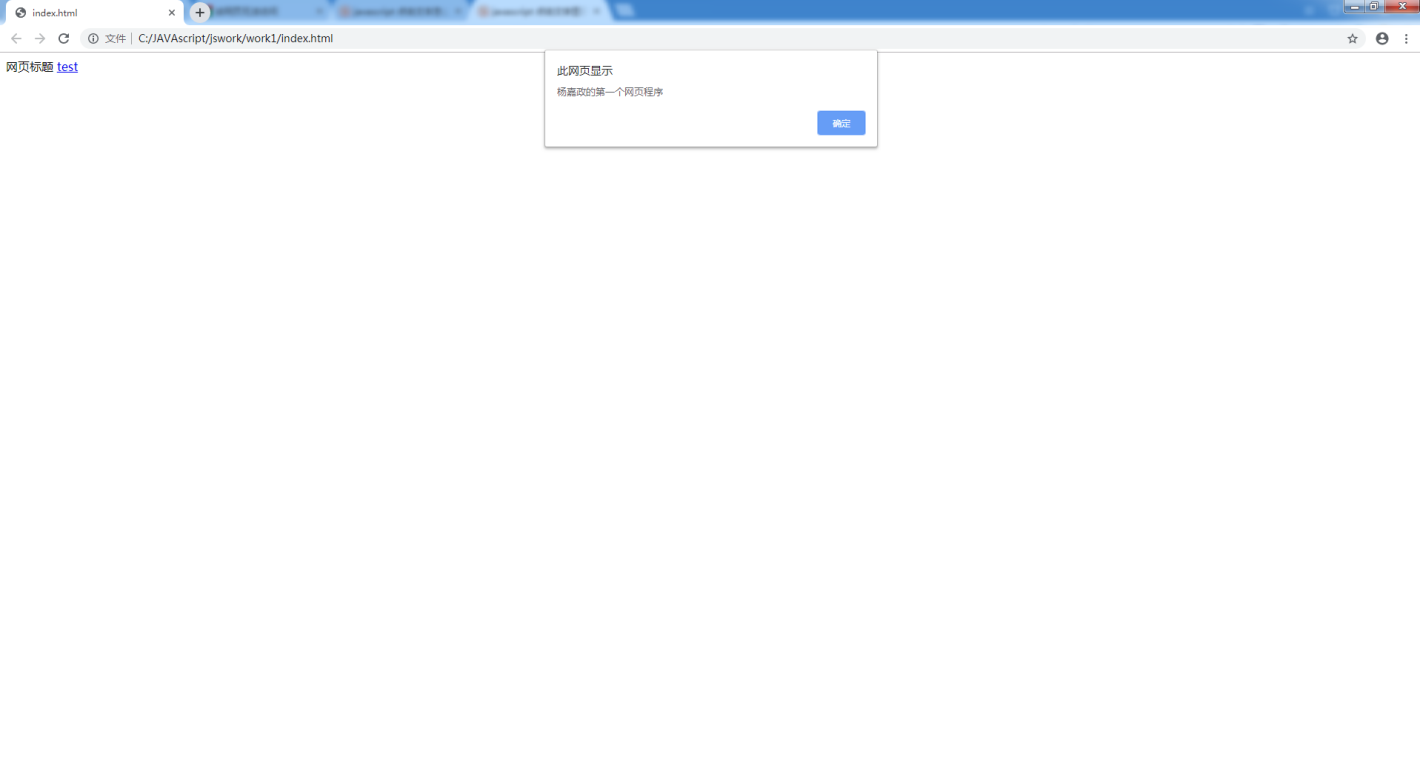 index.html
文件 C:/JAVAscript/jswork/work1/index.html
网页标题 test
此网页显示
杨嘉政的第一个网页程序
确定